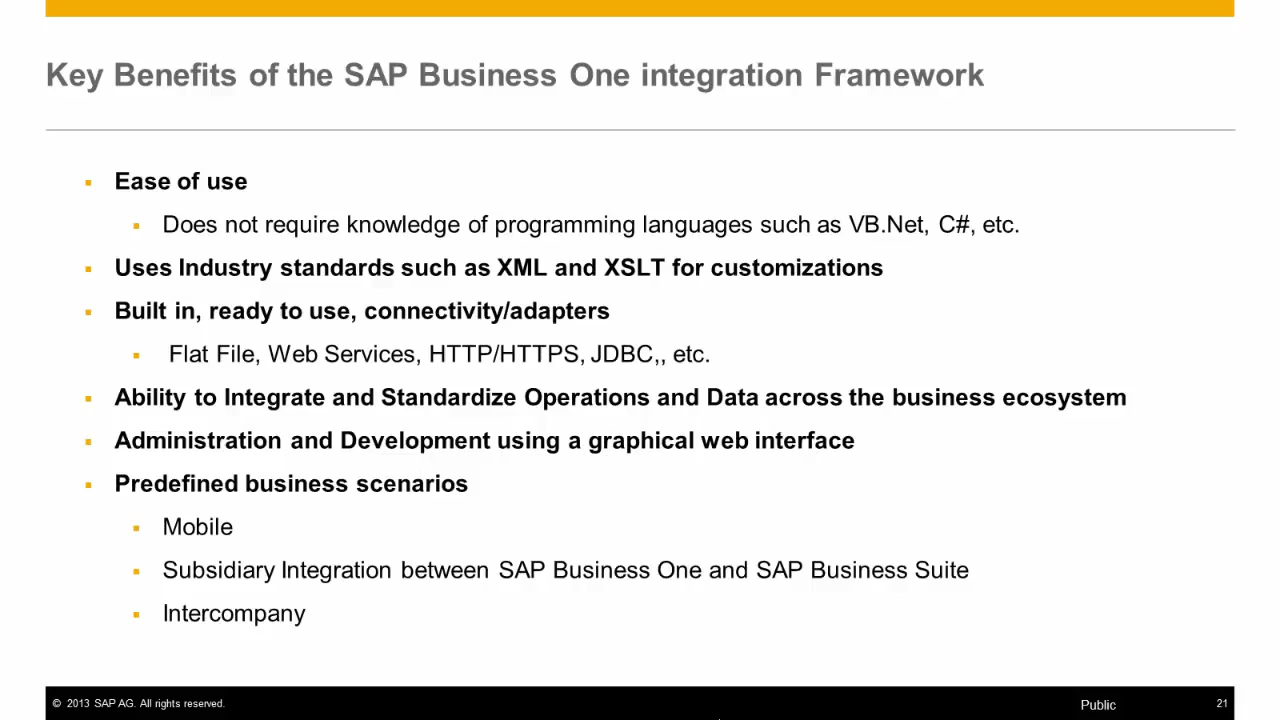 Key Benefits of the SAP Business One integration Framework
Ease of use
Does not require knowledge of programming languages such as VB.Net, C#, etc.
Uses Industry standards such as XML and XSLT for customizations
Built in, ready to use, connectivity/adapters
Flat File, Web Services, HTTP/HTTPS, JDBC,, etc.
Ability to Integrate and Standardize Operations and Data across the business ecosystem
Administration and Development using a graphical web interface
Predefined business scenarios
Mobile
Subsidiary Integration between SAP Business One and SAP Business Suite
Intercompany
© 2013 SAP AG. All rights reserved. Public 21